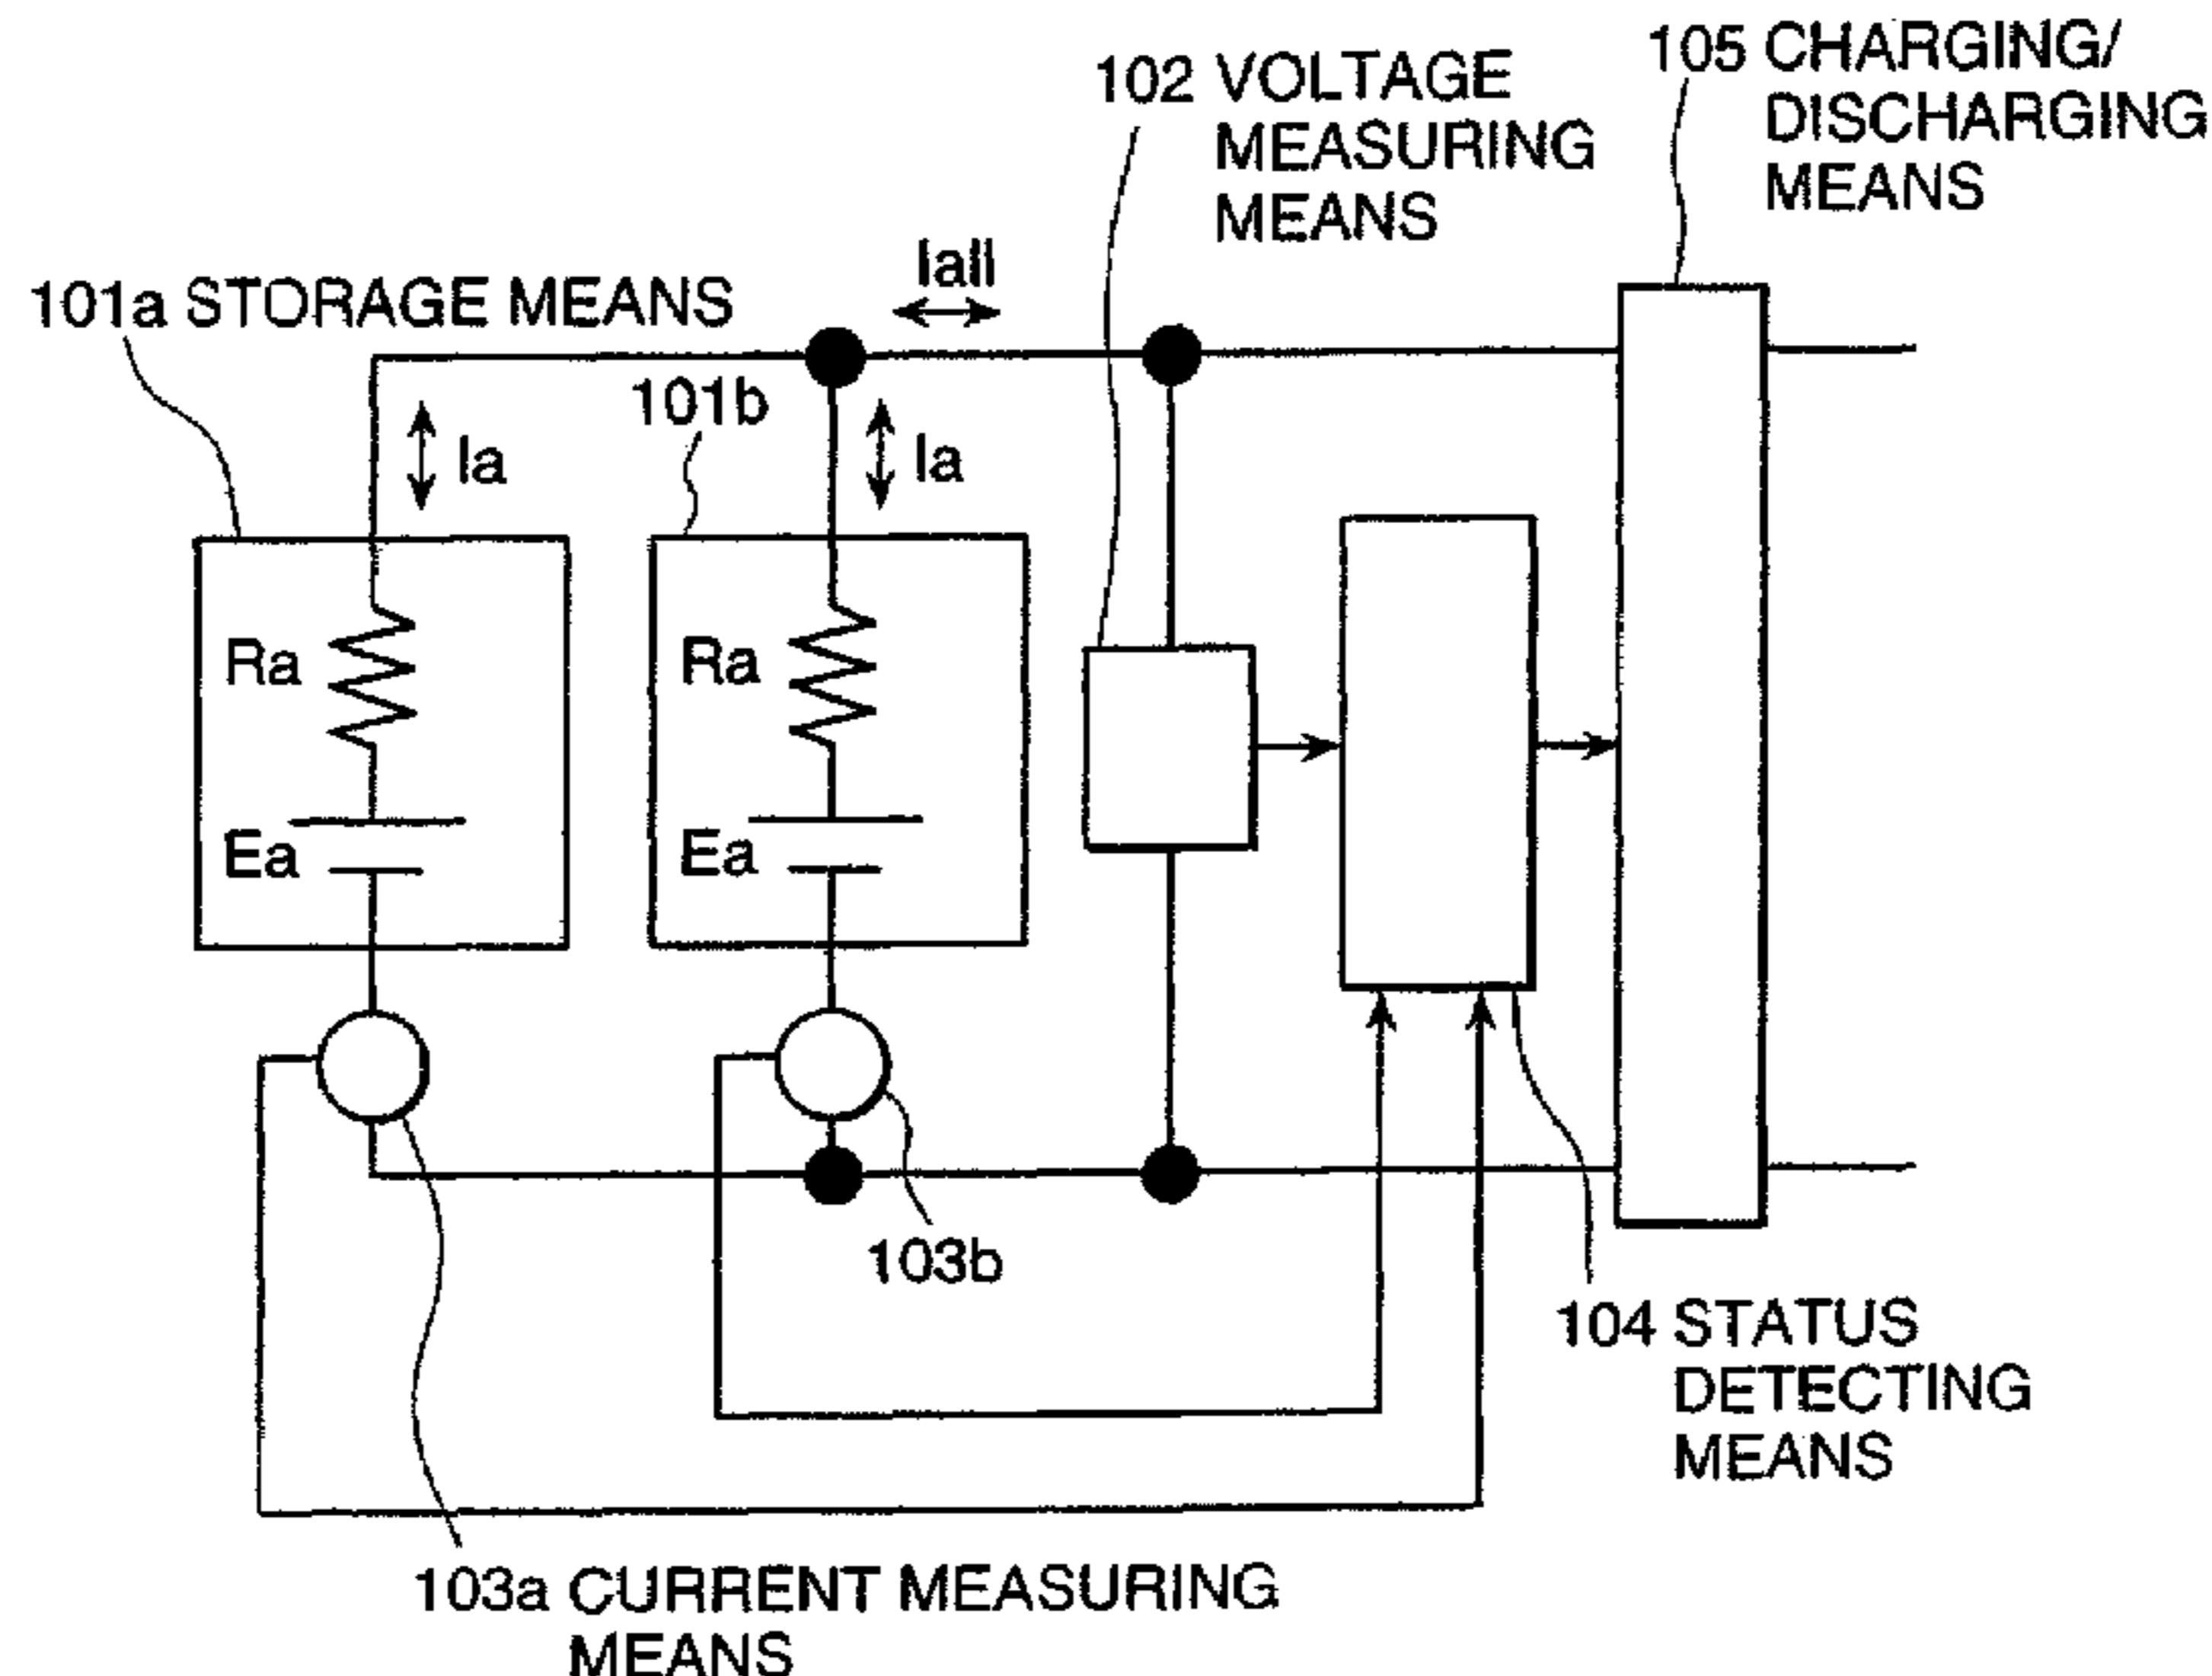 105 CHARGING/
DISCHARGING
MEANS
102 VOLTAGE
MEASURING
MEANS
Iall
101a STORAGE MEANS
101b
Ia
Ia
Ra
Ra
Ea
Ea
103b
104 STATUS
DETECTING
MEANS
103a CURRENT MEASURING
MEANS